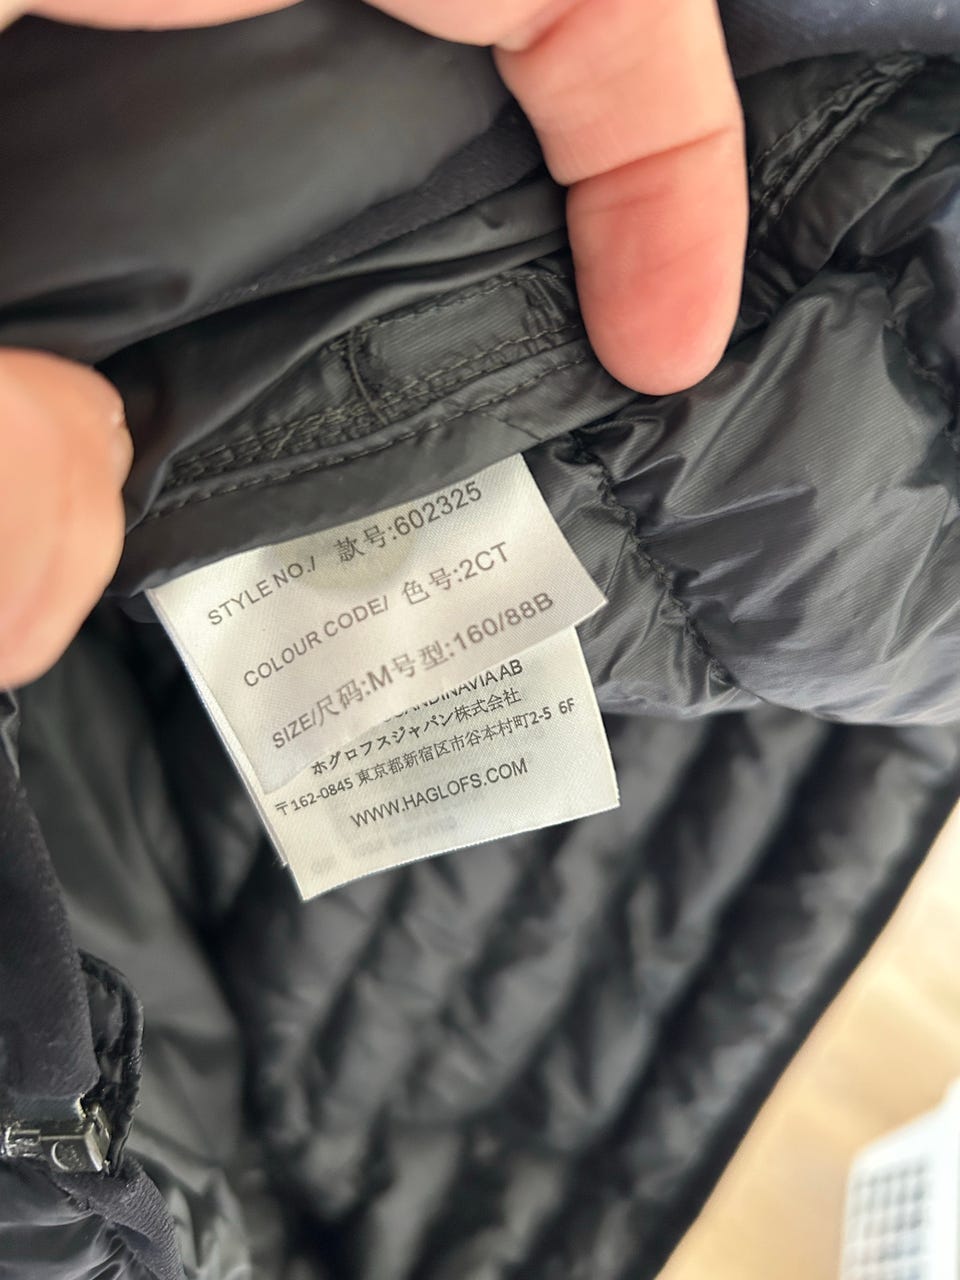 STYLE NO./ 款号:602325
COLOUR CODE/ 色号:2CT
SIZE/尺码:M号型:160/88B
SCANDINAVIA AB
ホグロフスジャパン株式会社
〒162-0845 東京都新宿区市谷本村町2-5 6F
WWW.HAGLOFS.COM